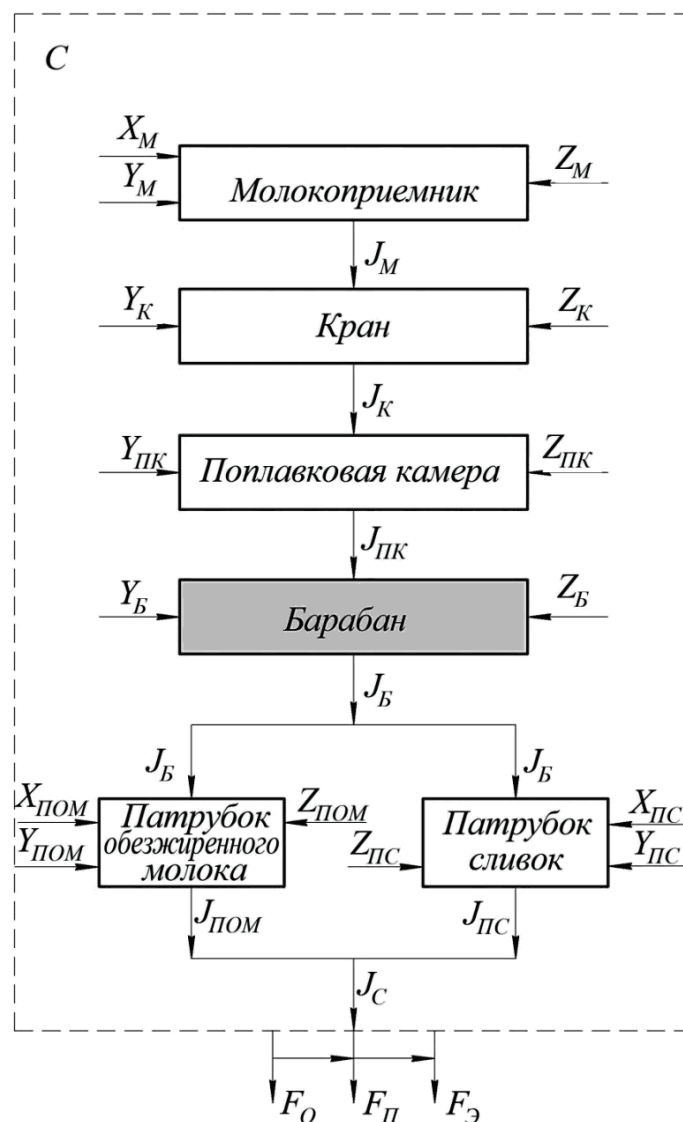 C
X_М
Y_М
Молокоприемник
Z_М
J_М
Y_К
Кран
Z_К
J_К
Y_ПК
Поплавковая камера
Z_ПК
J_ПК
Y_Б
Барабан
Z_Б
J_Б
J_Б
J_Б
X_ПОМ
Y_ПОМ
Патрубок
обезжиренного
молока
Z_ПОМ
Z_ПС
Патрубок
сливок
X_ПС
Y_ПС
J_ПОМ
J_ПС
J_С
F_О
F_П
F_Э